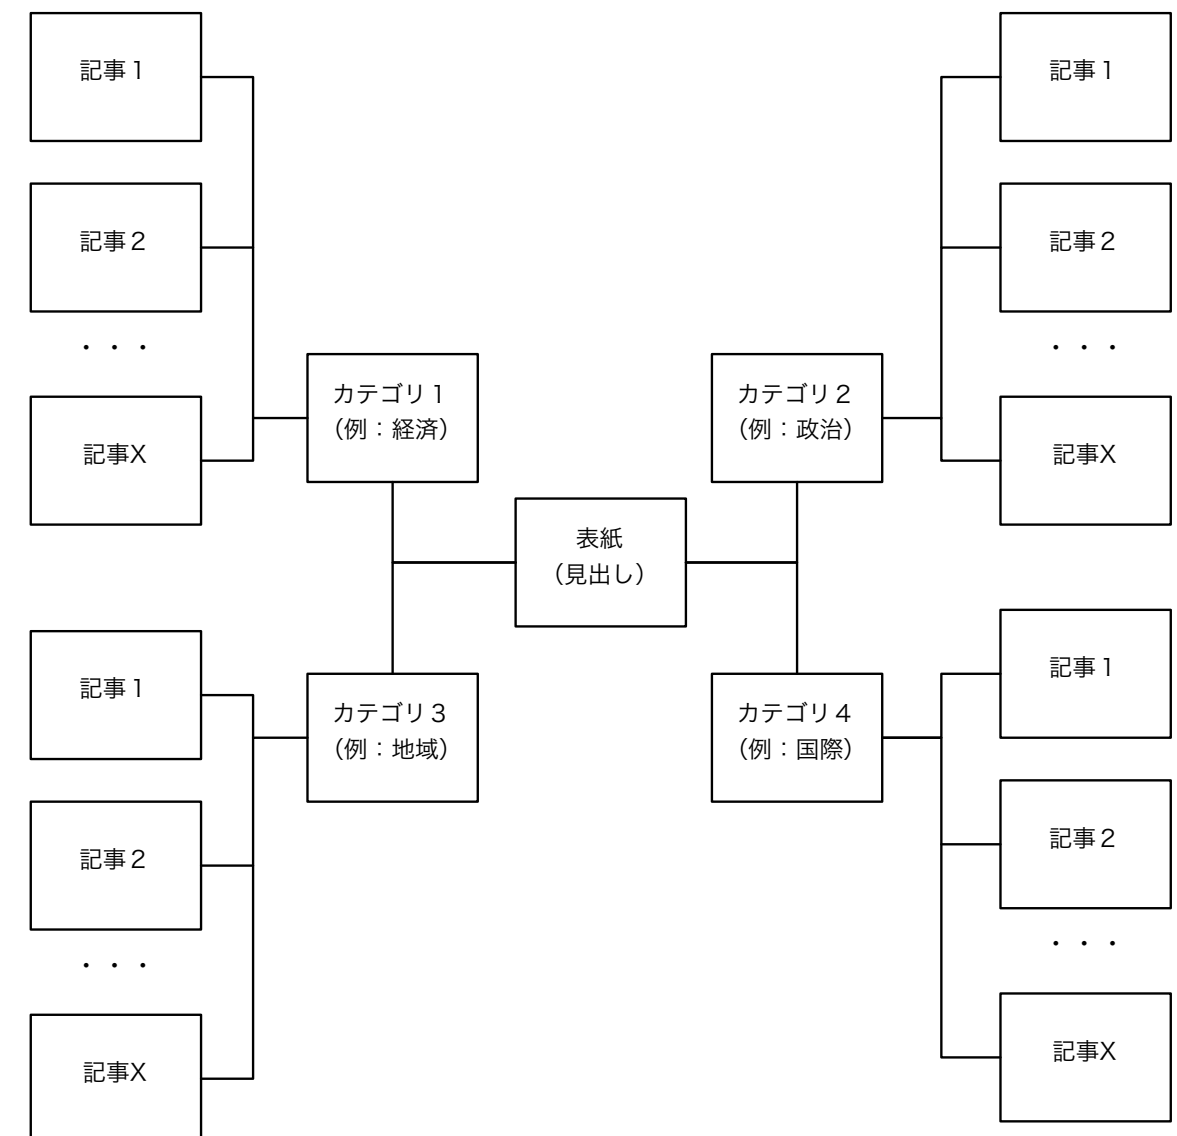 記事１
記事２
・・・
記事X
カテゴリ１
（例：経済）
記事１
記事２
・・・
記事X
カテゴリ２
（例：政治）
表紙
（見出し）
記事１
記事２
・・・
記事X
カテゴリ３
（例：地域）
カテゴリ４
（例：国際）
記事１
記事２
・・・
記事X